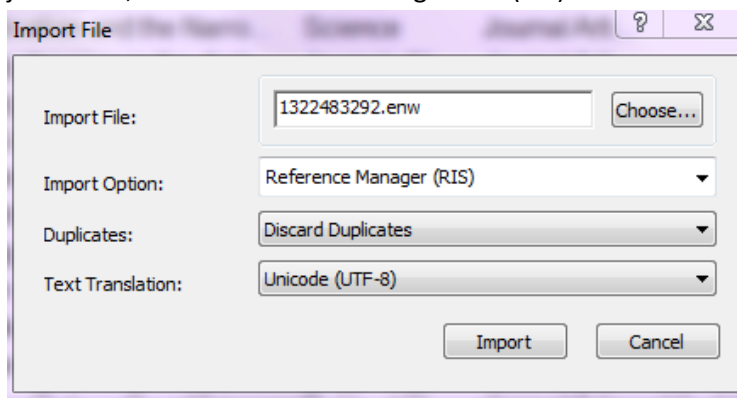 Import File
Import File:
1322483292.enw
Choose...
Import Option:
Reference Manager (RIS)
Duplicates:
Discard Duplicates
Text Translation:
Unicode (UTF-8)
Import
Cancel